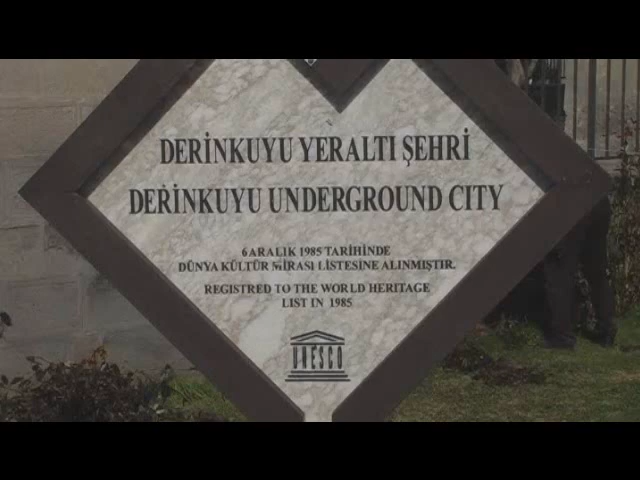 DERİNKUYU YERALTI ŞEHRİ
DERİNKUYU UNDERGROUND CITY
6 ARALIK 1985 TARİHİNDE
DÜNYA KÜLTÜR MİRASI LİSTESİNE ALINMIŞTIR.
REGISTRED TO THE WORLD HERITAGE
LIST IN 1985
UNESCO